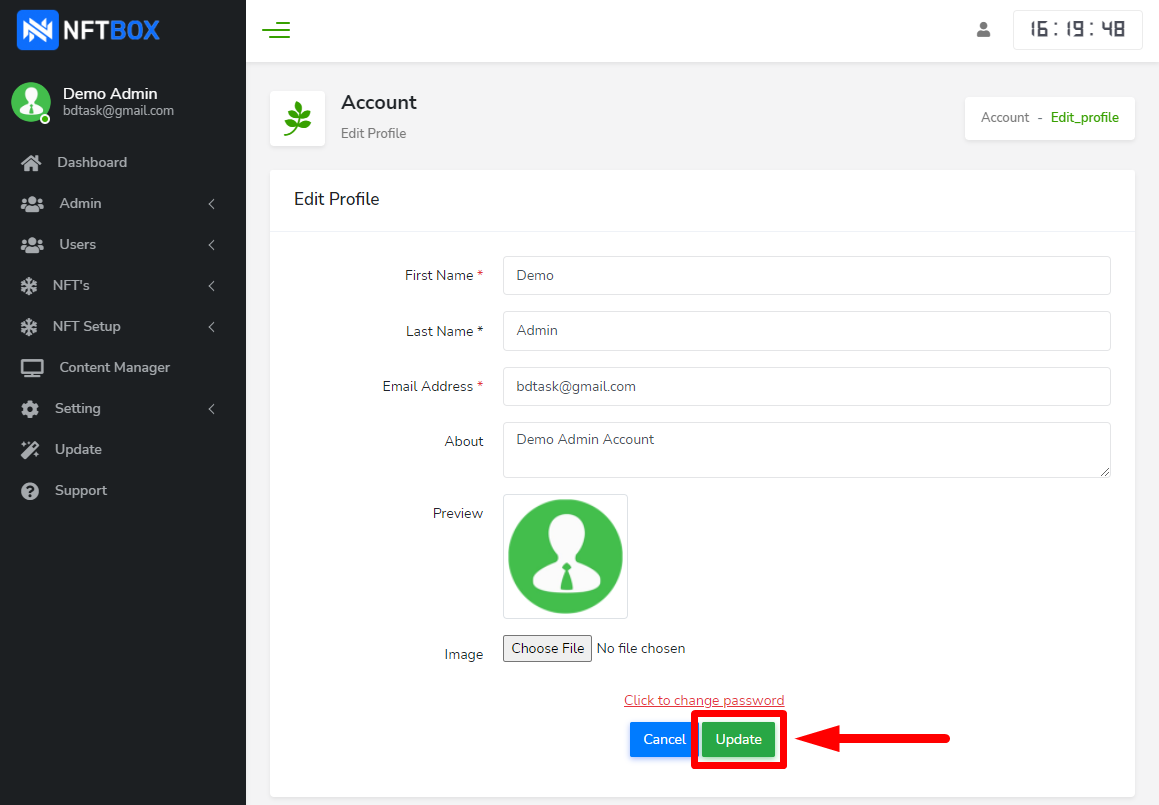 NFTBOX
16:19:48
Demo Admin
bdtask@gmail.com
Dashboard
Admin
Users
NFT's
NFT Setup
Content Manager
Setting
Update
Support
Account
Edit Profile
Account - Edit_profile
Edit Profile
First Name *
Demo
Last Name *
Admin
Email Address *
bdtask@gmail.com
About
Demo Admin Account
Preview
Image
Choose File No file chosen
Click to change password
Cancel
Update